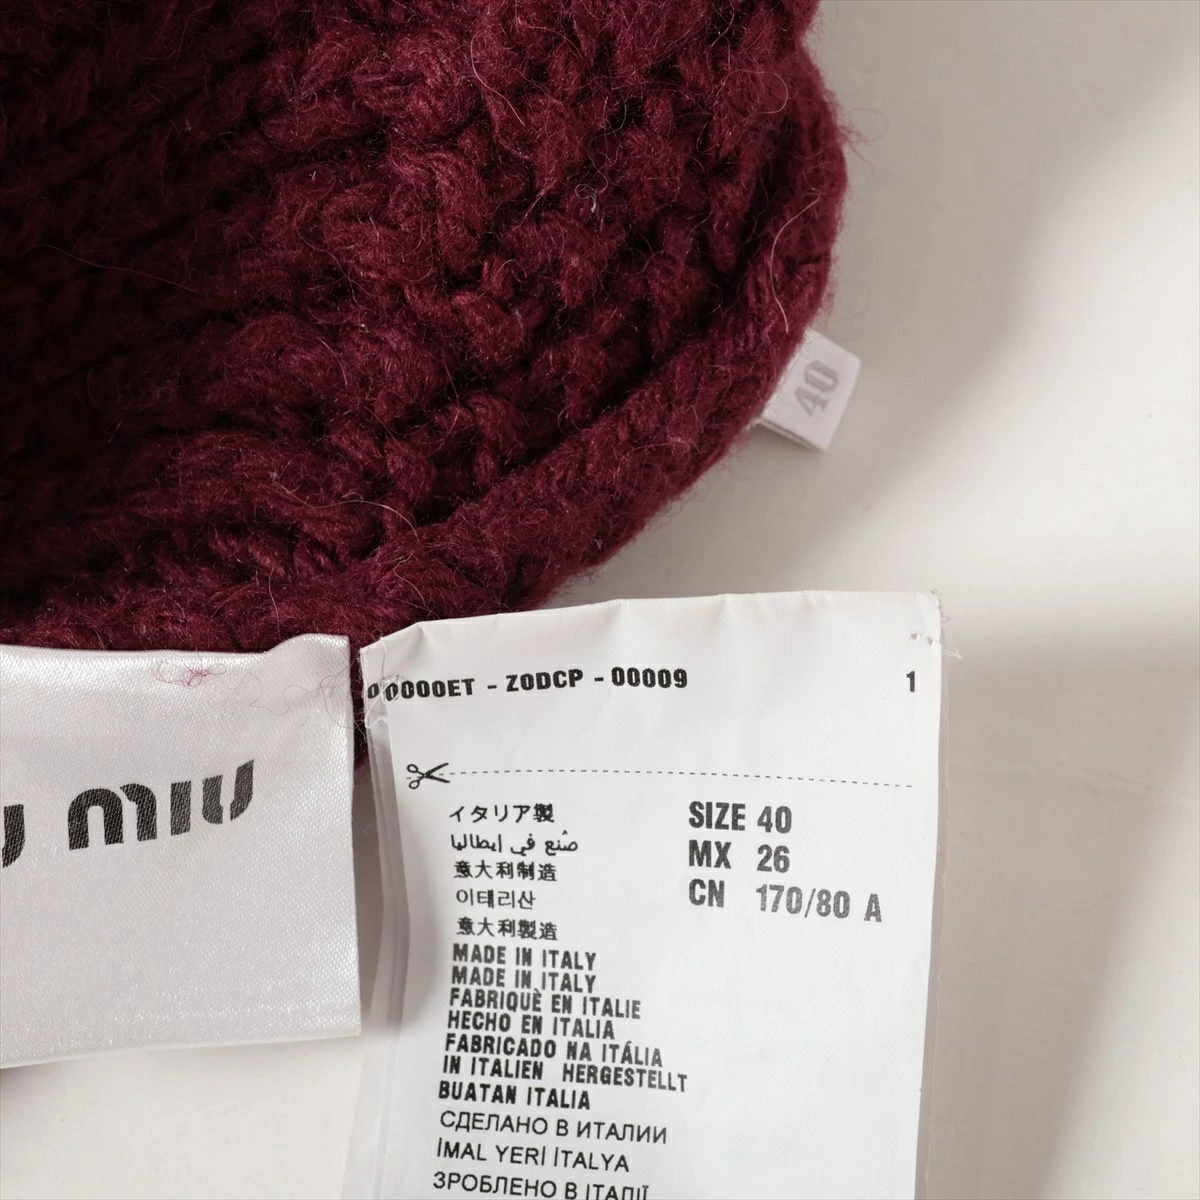 40
MIU
0000ET - Z0DCP - 00009 1
イタリア製
صُنع في إيطاليا
意大利制造
이태리산
意大利製造
MADE IN ITALY
MADE IN ITALY
FABRIQUÈ EN ITALIE
HECHO EN ITALIA
FABRICADO NA ITÁLIA
IN ITALIEN HERGESTELLT
BUATAN ITALIA
СДЕЛАНО В ИТАЛИИ
İMAL YERİ İTALYA
ЗРОБЛЕНО В ІТАЛІЇ
SIZE 40
MX 26
CN 170/80 A